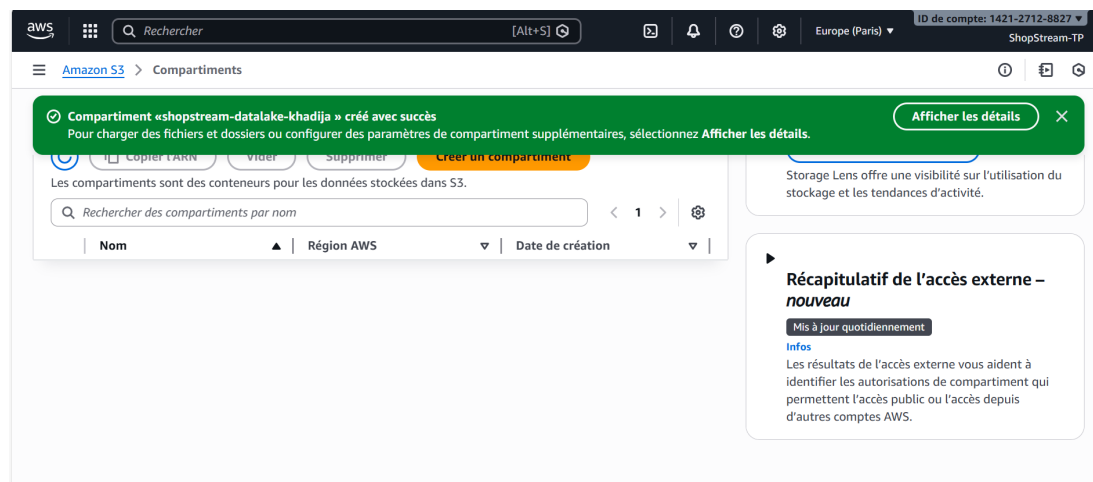 aws
Rechercher
[Alt+S]
Europe (Paris) ▼
ID de compte: 1421-2712-8827 ▼
ShopStream-TP
Amazon S3 > Compartiments
Compartiment «shopstream-datalake-khadija » créé avec succès
Pour charger des fichiers et dossiers ou configurer des paramètres de compartiment supplémentaires, sélectionnez Afficher les détails.
Afficher les détails
Copier l'ARN
Vider
Supprimer
Créer un compartiment
Les compartiments sont des conteneurs pour les données stockées dans S3.
Rechercher des compartiments par nom
< 1 >
Nom
Région AWS
Date de création
Storage Lens offre une visibilité sur l'utilisation du
stockage et les tendances d'activité.
Récapitulatif de l'accès externe –
nouveau
Mis à jour quotidiennement
Infos
Les résultats de l'accès externe vous aident à
identifier les autorisations de compartiment qui
permettent l'accès public ou l'accès depuis
d'autres comptes AWS.